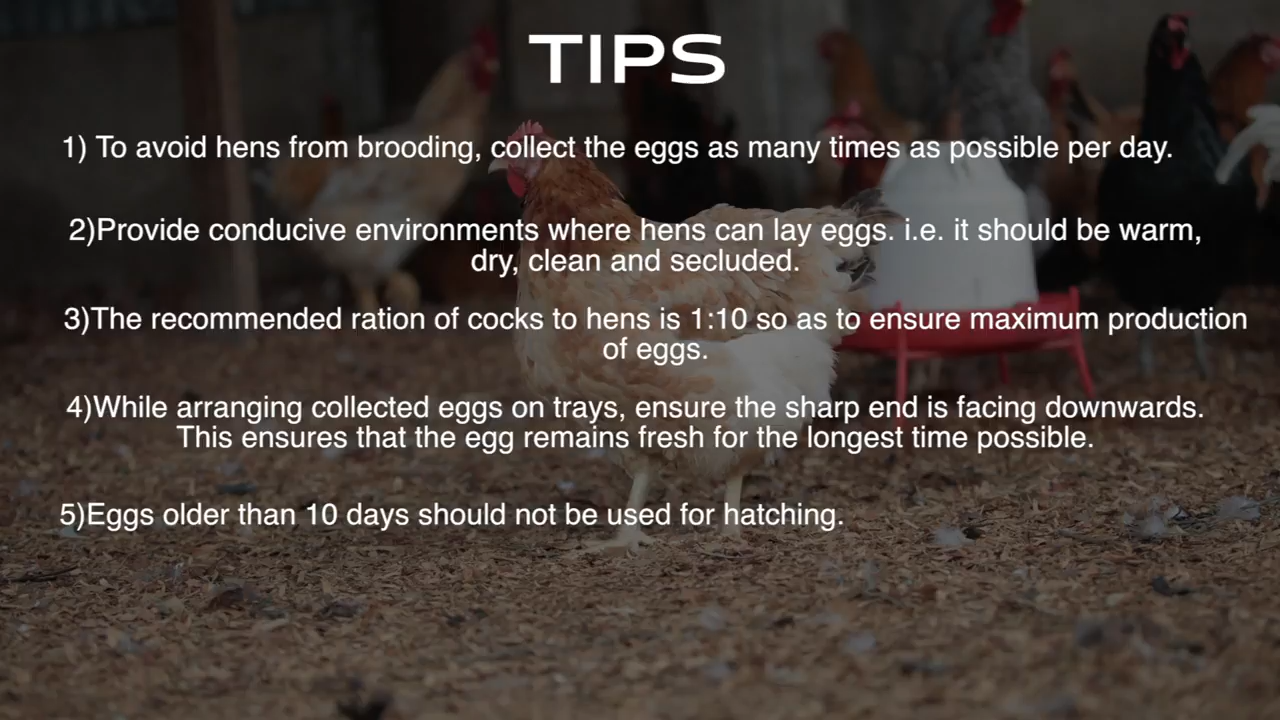 TIPS
1) To avoid hens from brooding, collect the eggs as many times as possible per day.
2)Provide conducive environments where hens can lay eggs. i.e. it should be warm,
dry, clean and secluded.
3)The recommended ration of cocks to hens is 1:10 so as to ensure maximum production
of eggs.
4)While arranging collected eggs on trays, ensure the sharp end is facing downwards.
This ensures that the egg remains fresh for the longest time possible.
5)Eggs older than 10 days should not be used for hatching.